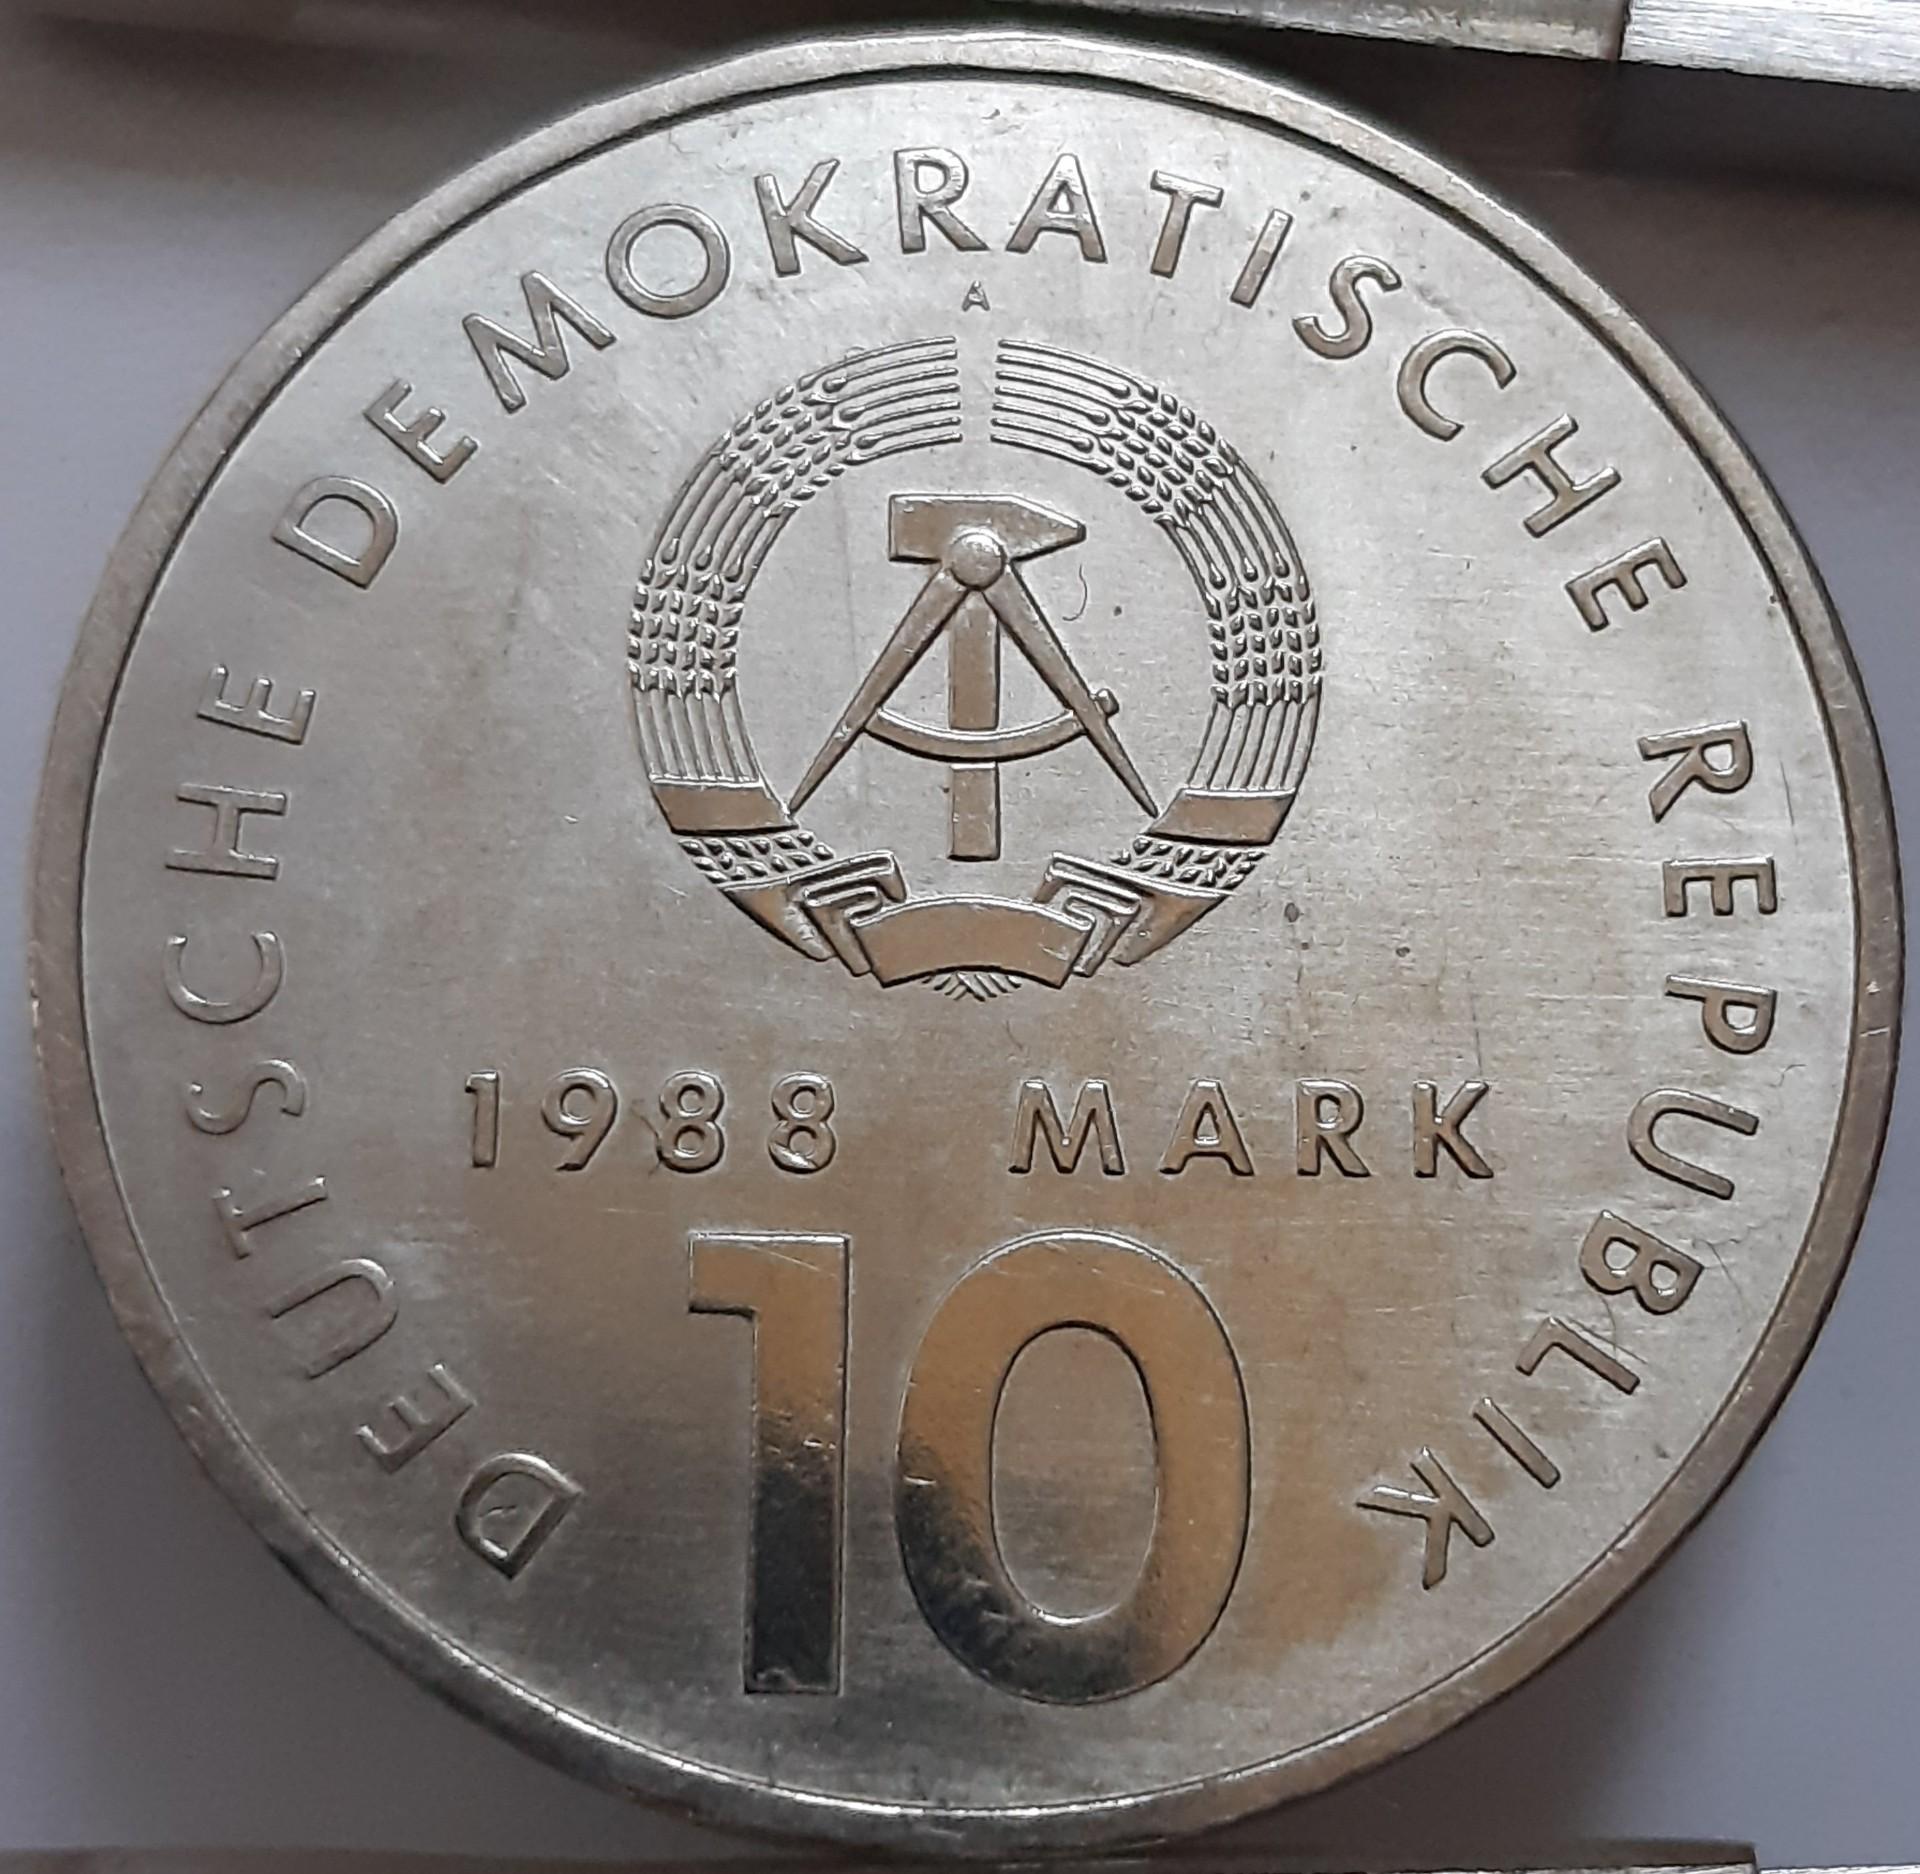 DEUTSCHE DEMOKRATISCHE REPUBLIK
A
1988 MARK
10